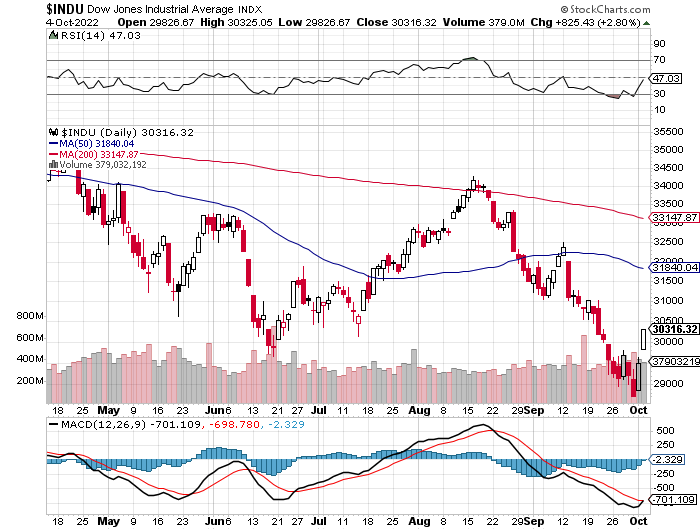 $INDU Dow Jones Industrial Average INDX © StockCharts.com
4-Oct-2022 Open 29826.67 High 30325.05 Low 29826.67 Close 30316.32 Volume 379.0M Chg +825.43 (+2.80%)
RSI(14) 47.03
90
70
50
47.03
30
10
$INDU (Daily) 30316.32
MA(50) 31840.04
MA(200) 33147.87
Volume 379,032,192
35500
35000
34500
34000
33500
33147.87
32500
32000
31840.04
31000
30500
30316.32
30000
29000
37903219
800M
600M
400M
200M
18 25 May 9 16 23 Jun 6 13 21 27 Jul 11 18 25 Aug 8 15 22 29 Sep 12 19 26 Oct
MACD(12,26,9) -701.109, -698.780, -2.329
500
250
-2.329
-250
-500
-701.109
18 25 May 9 16 23 Jun 6 13 21 27 Jul 11 18 25 Aug 8 15 22 29 Sep 12 19 26 Oct